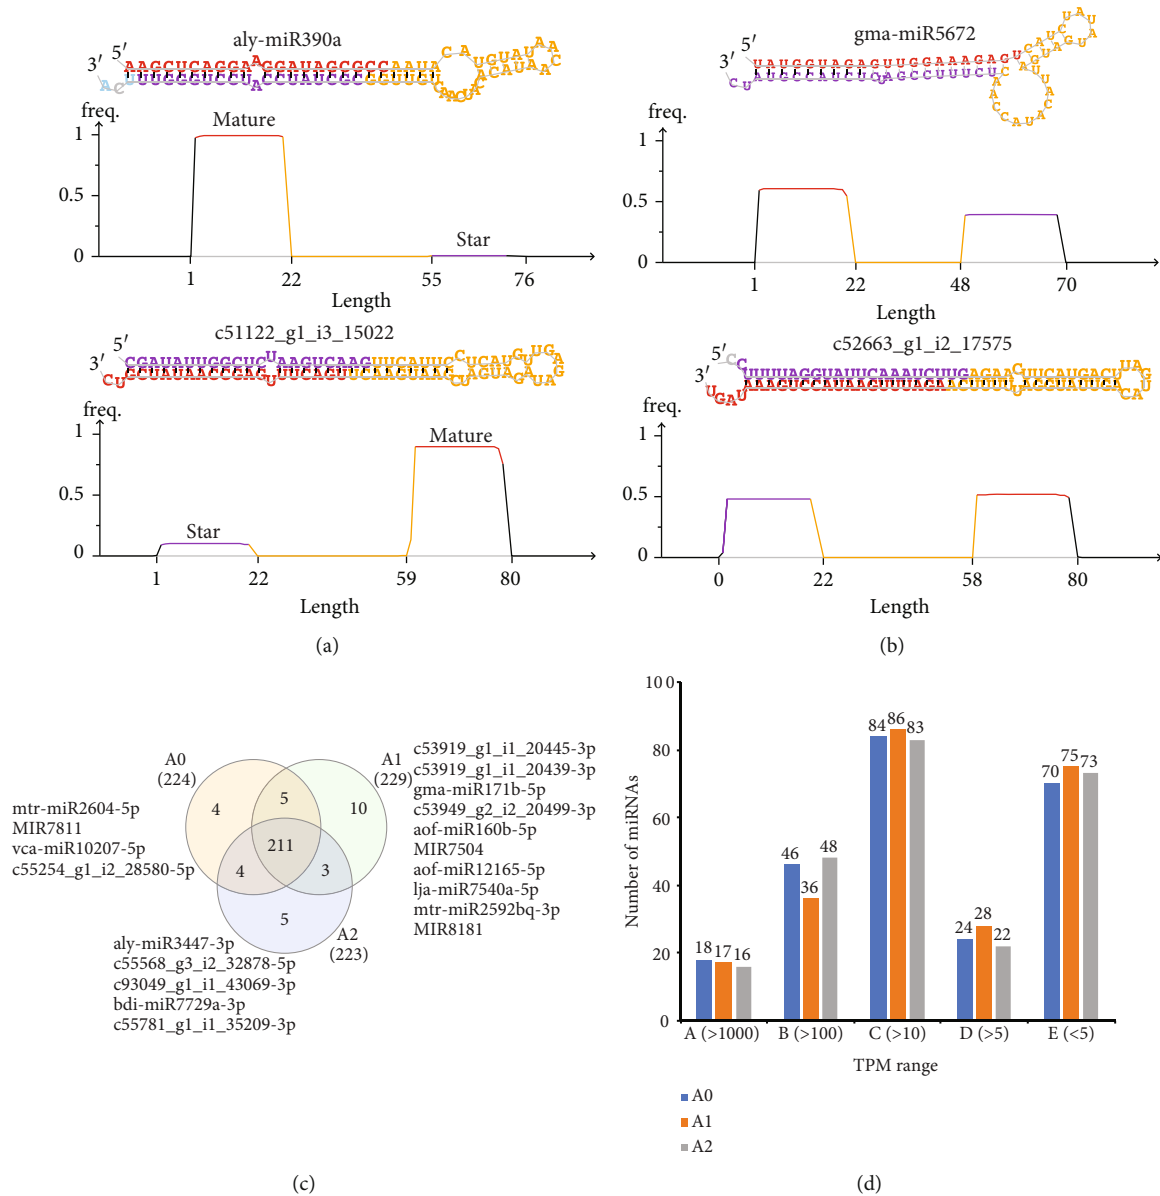 aly-miR390a
5′
3′
freq.
1
0.5
0
Mature
Star
1 22 55 76
Length
gma-miR5672
5′
3′
freq.
1
0.5
0
1 22 48 70
Length
c51122_g1_i3_15022
5′
3′
freq.
1
0.5
0
Star
Mature
1 22 59 80
Length
(a)
c52663_g1_i2_17575
5′
3′
freq.
1
0.5
0
0 22 58 80
Length
(b)
A0
(224)
A1
(229)
A2
(223)
4
5
10
211
4
3
5
mtr-miR2604-5p
MIR7811
vca-miR10207-5p
c55254_g1_i2_28580-5p
c53919_g1_i1_20445-3p
c53919_g1_i1_20439-3p
gma-miR171b-5p
c53949_g2_i2_20499-3p
aof-miR160b-5p
MIR7504
aof-miR12165-5p
lja-miR7540a-5p
mtr-miR2592bq-3p
MIR8181
aly-miR3447-3p
c55568_g3_i2_32878-5p
c93049_g1_i1_43069-3p
bdi-miR7729a-3p
c55781_g1_i1_35209-3p
(c)
Number of miRNAs
100
80
60
40
20
0
18 17 16
46 36 48
84 86 83
24 28 22
70 75 73
A (>1000) B (>100) C (>10) D (>5) E (<5)
TPM range
A0
A1
A2
(d)